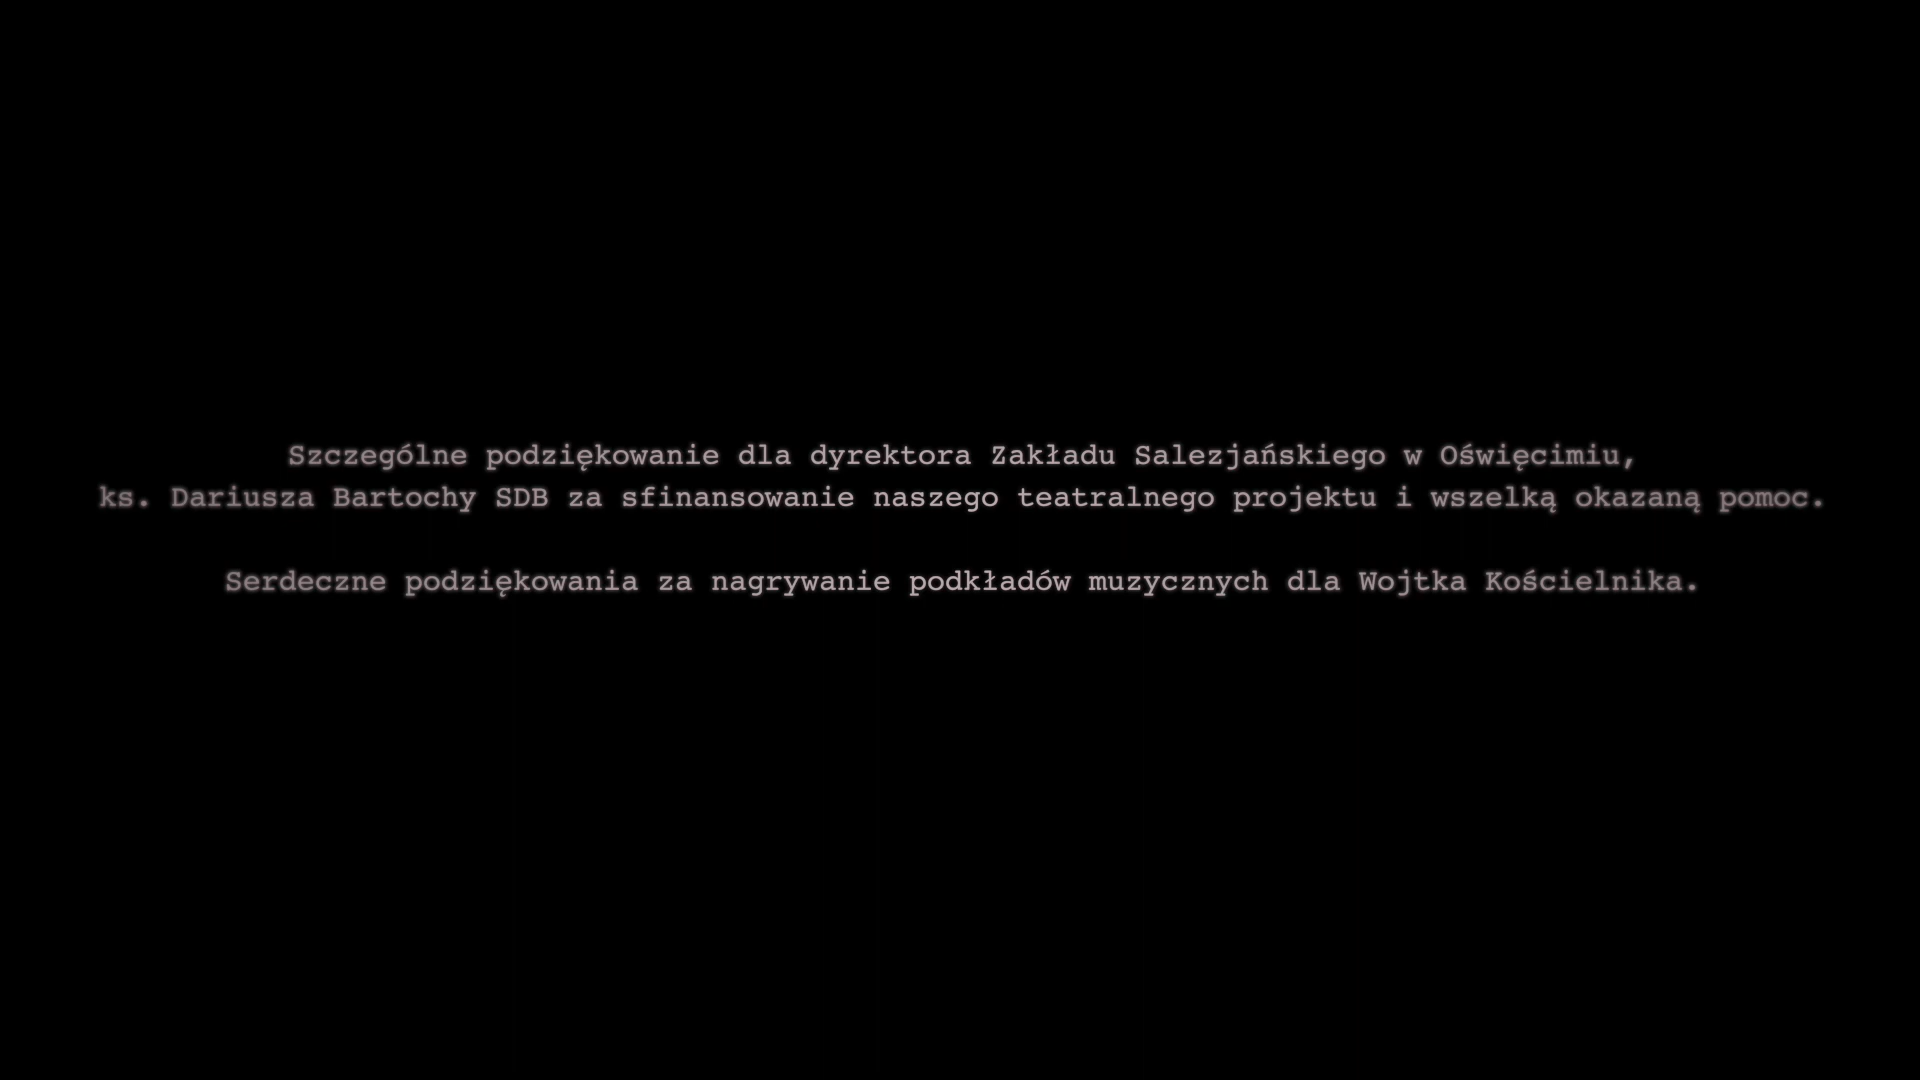 Szczególne podziękowanie dla dyrektora Zakładu Salezjańskiego w Oświęcimiu,
ks. Dariusza Bartochy SDB za sfinansowanie naszego teatralnego projektu i wszelką okazaną pomoc.
Serdeczne podziękowania za nagrywanie podkładów muzycznych dla Wojtka Kościelnika.